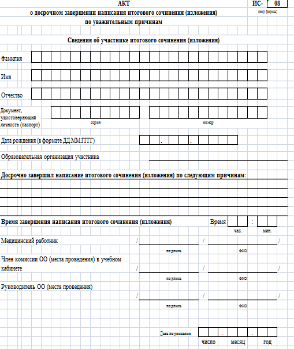 АКТ ИС- 08
о досрочном завершении написания итогового сочинения (изложения) (код формы)
по уважительным причинам
Сведения об участнике итогового сочинения (изложения)
Фамилия
Имя
Отчество
Документ,
удостоверяющий
личность (паспорт)
серия номер
Дата рождения (в формате ДД.ММ.ГГГГ) . .
Образовательная организация участника
Досрочно завершил написание итогового сочинения (изложения) по следующим причинам:
Время завершения написания итогового сочинения (изложения) Время :
час. мин.
Медицинский работник / / /
подпись ФИО
Член комиссии ОО (места проведения) в учебном
кабинете / / /
подпись ФИО
Руководитель ОО (места проведения)
/ / /
подпись ФИО
число месяц год